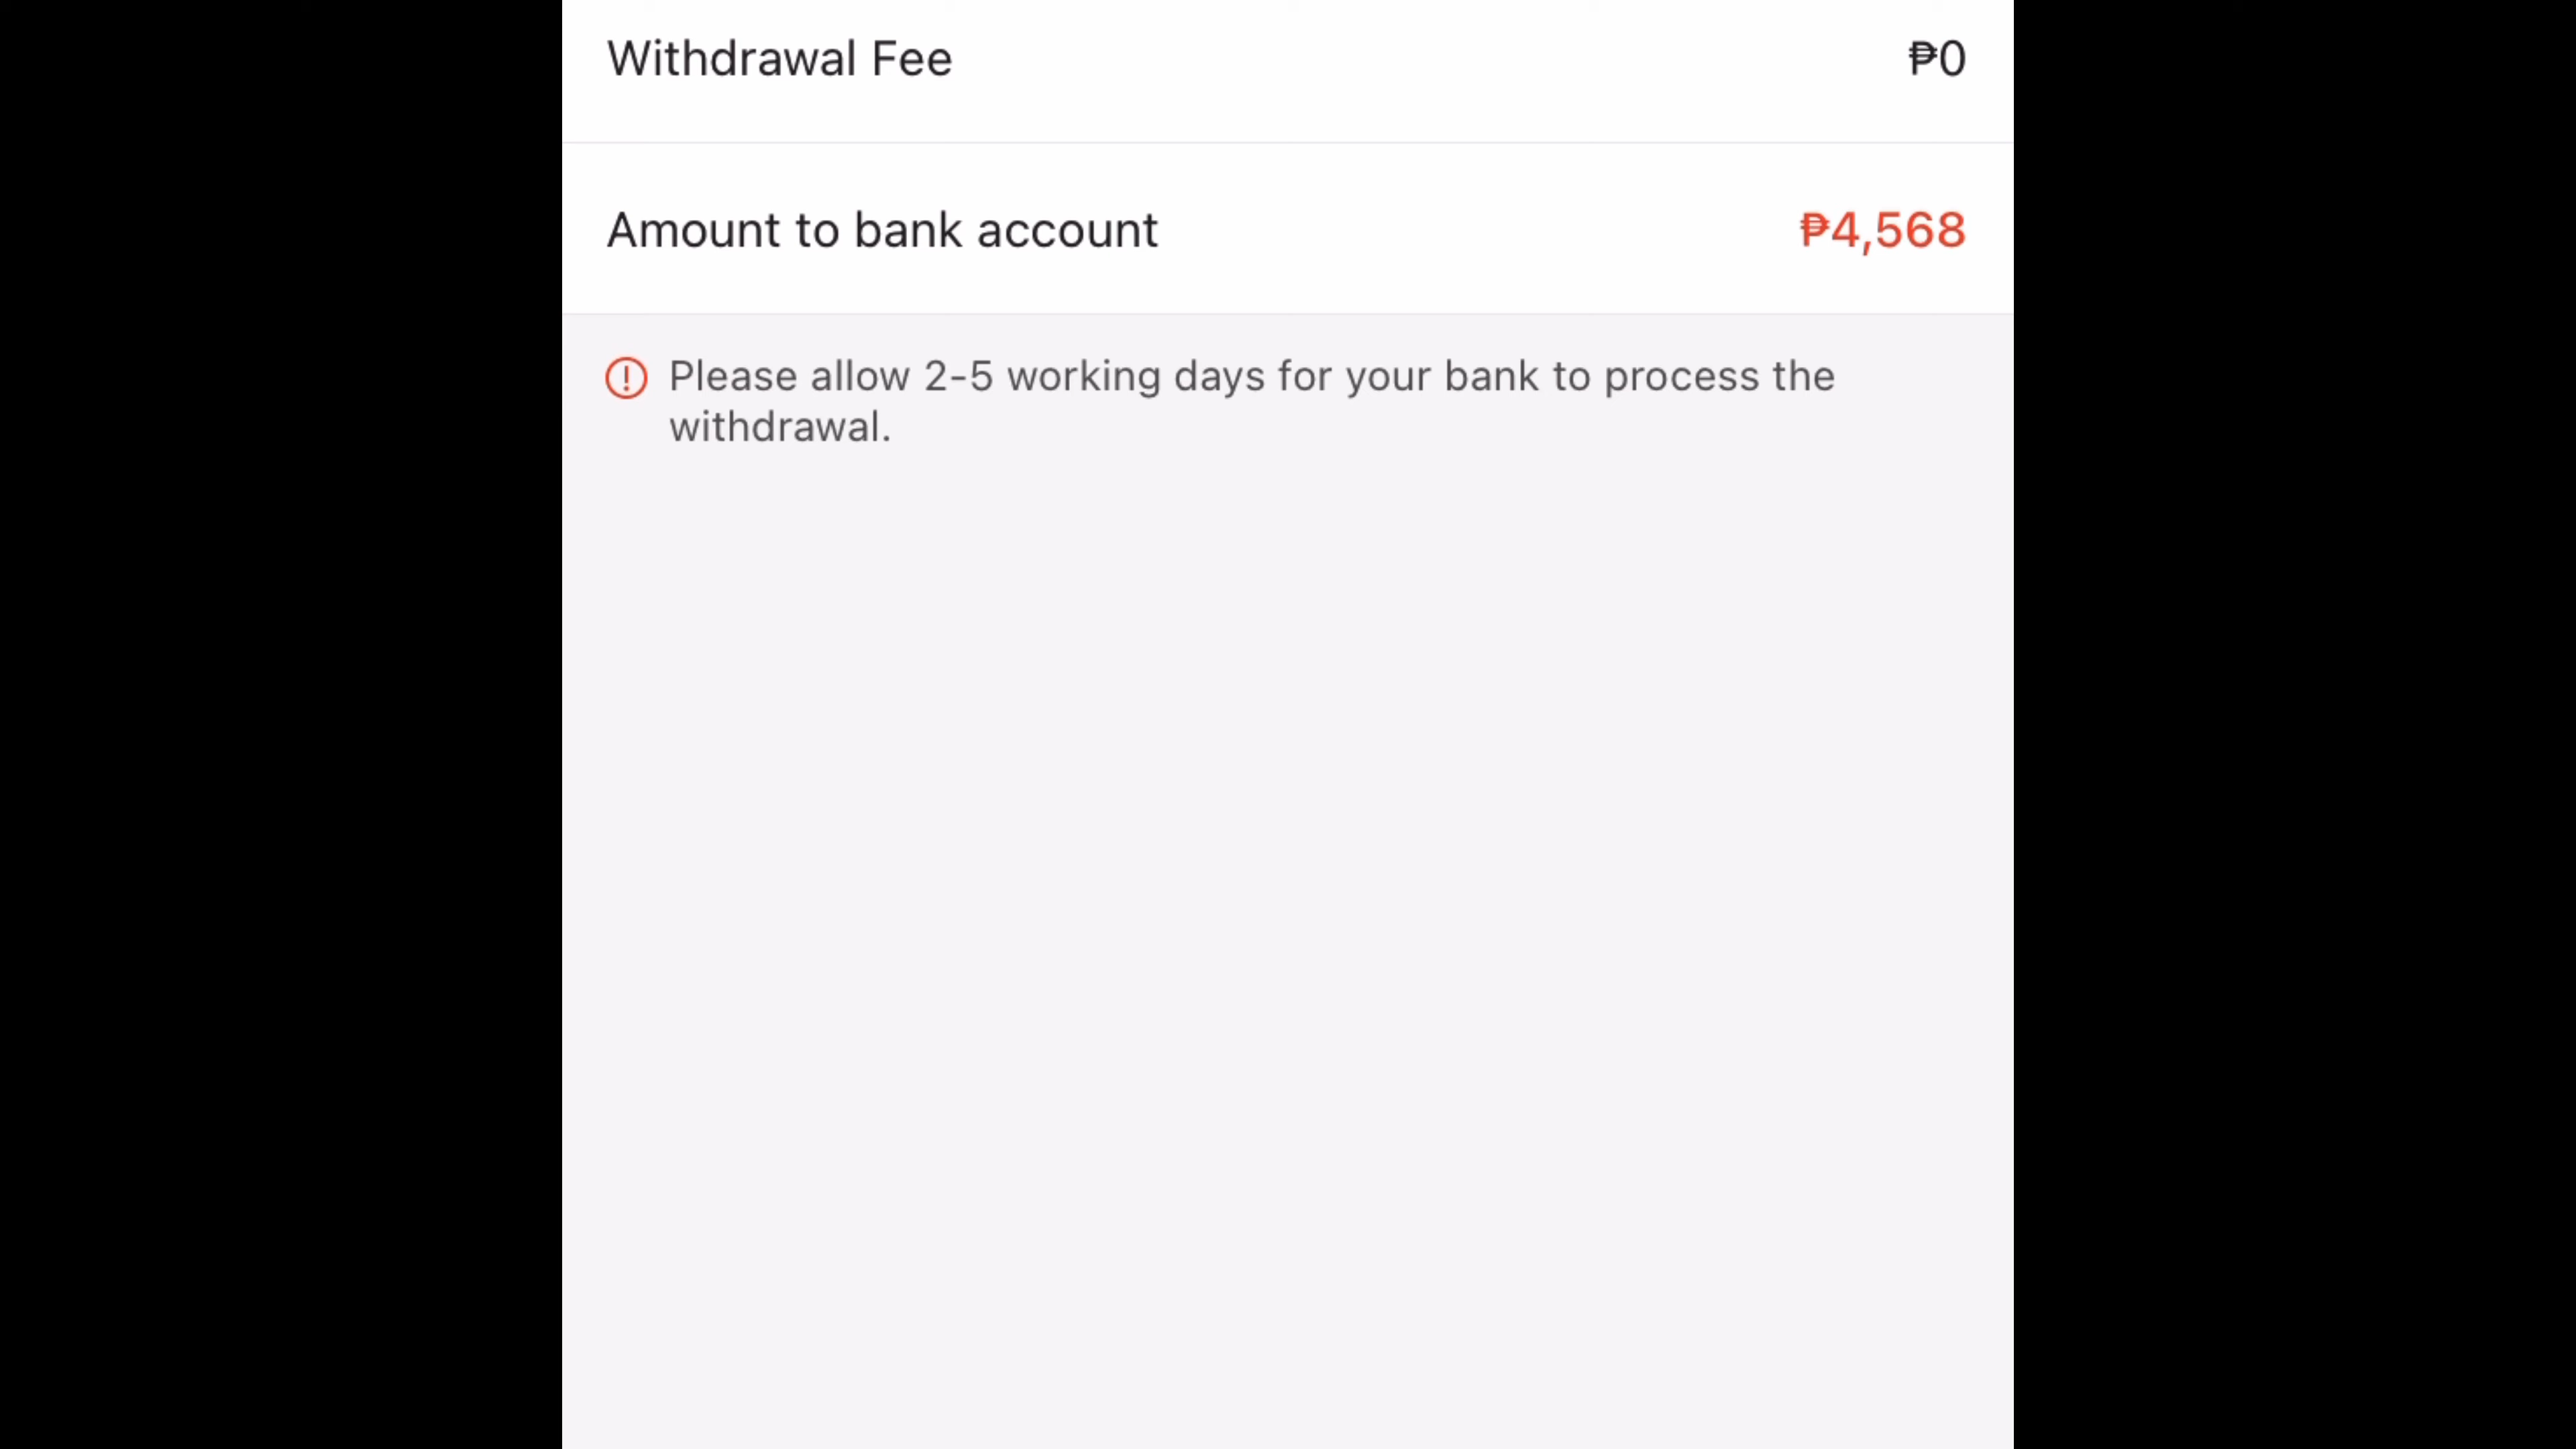 Withdrawal Fee ₱0
Amount to bank account ₱4,568
Please allow 2-5 working days for your bank to process the
withdrawal.